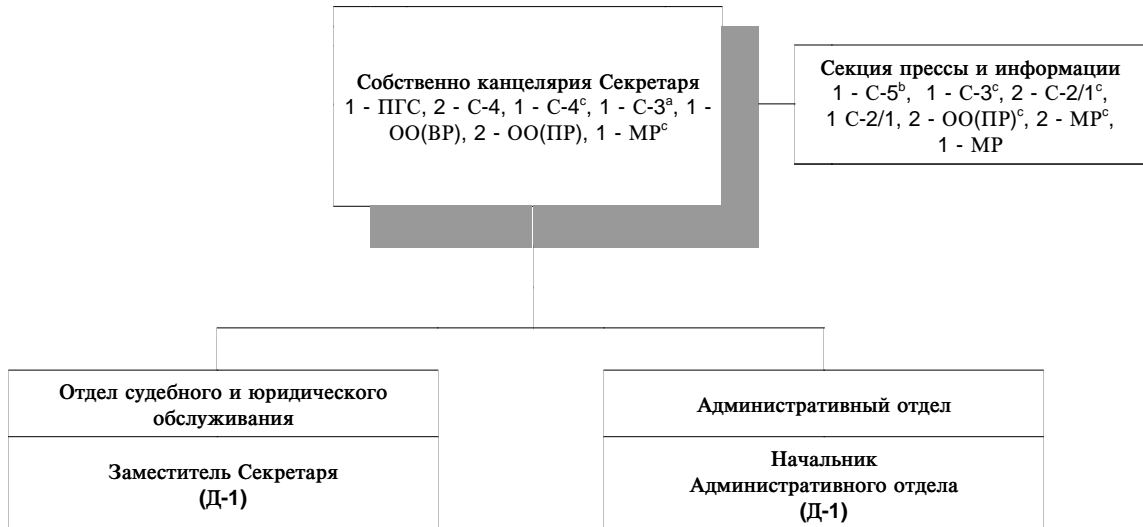 Собственно канцелярия Секретаря
1 - ПГС, 2 - С-4, 1 - С-4ᶜ, 1 - С-3ᵃ, 1 -
ОО(ВР), 2 - ОО(ПР), 1 - МРᶜ
Секция прессы и информации
1 - С-5ᵇ, 1 - С-3ᶜ, 2 - С-2/1ᶜ,
1 С-2/1, 2 - ОО(ПР)ᶜ, 2 - МРᶜ,
1 - МР
Отдел судебного и юридического
обслуживания
Заместитель Секретаря
(Д-1)
Административный отдел
Начальник
Административного отдела
(Д-1)